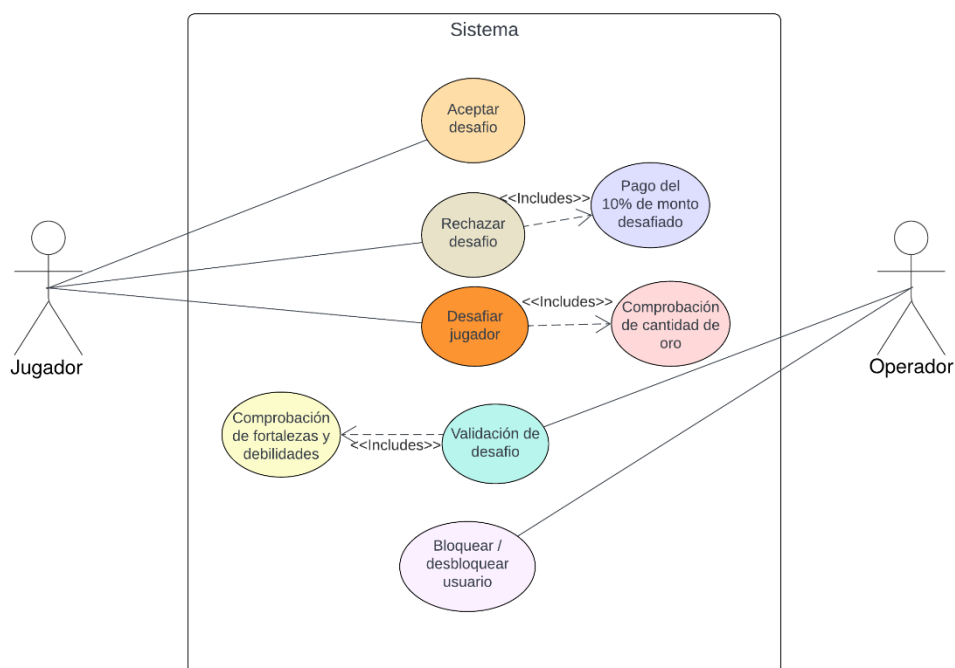 Sistema
Aceptar
desafio
<<Includes>>
Pago del
10% de monto
desafiado
Rechazar
desafio
<<Includes>>
Desafiar
jugador
Comprobación
de cantidad de
oro
Jugador
Operador
Comprobación
de fortalezas y
debilidades
<<Includes>>
Validación de
desafio
Bloquear /
desbloquear
usuario